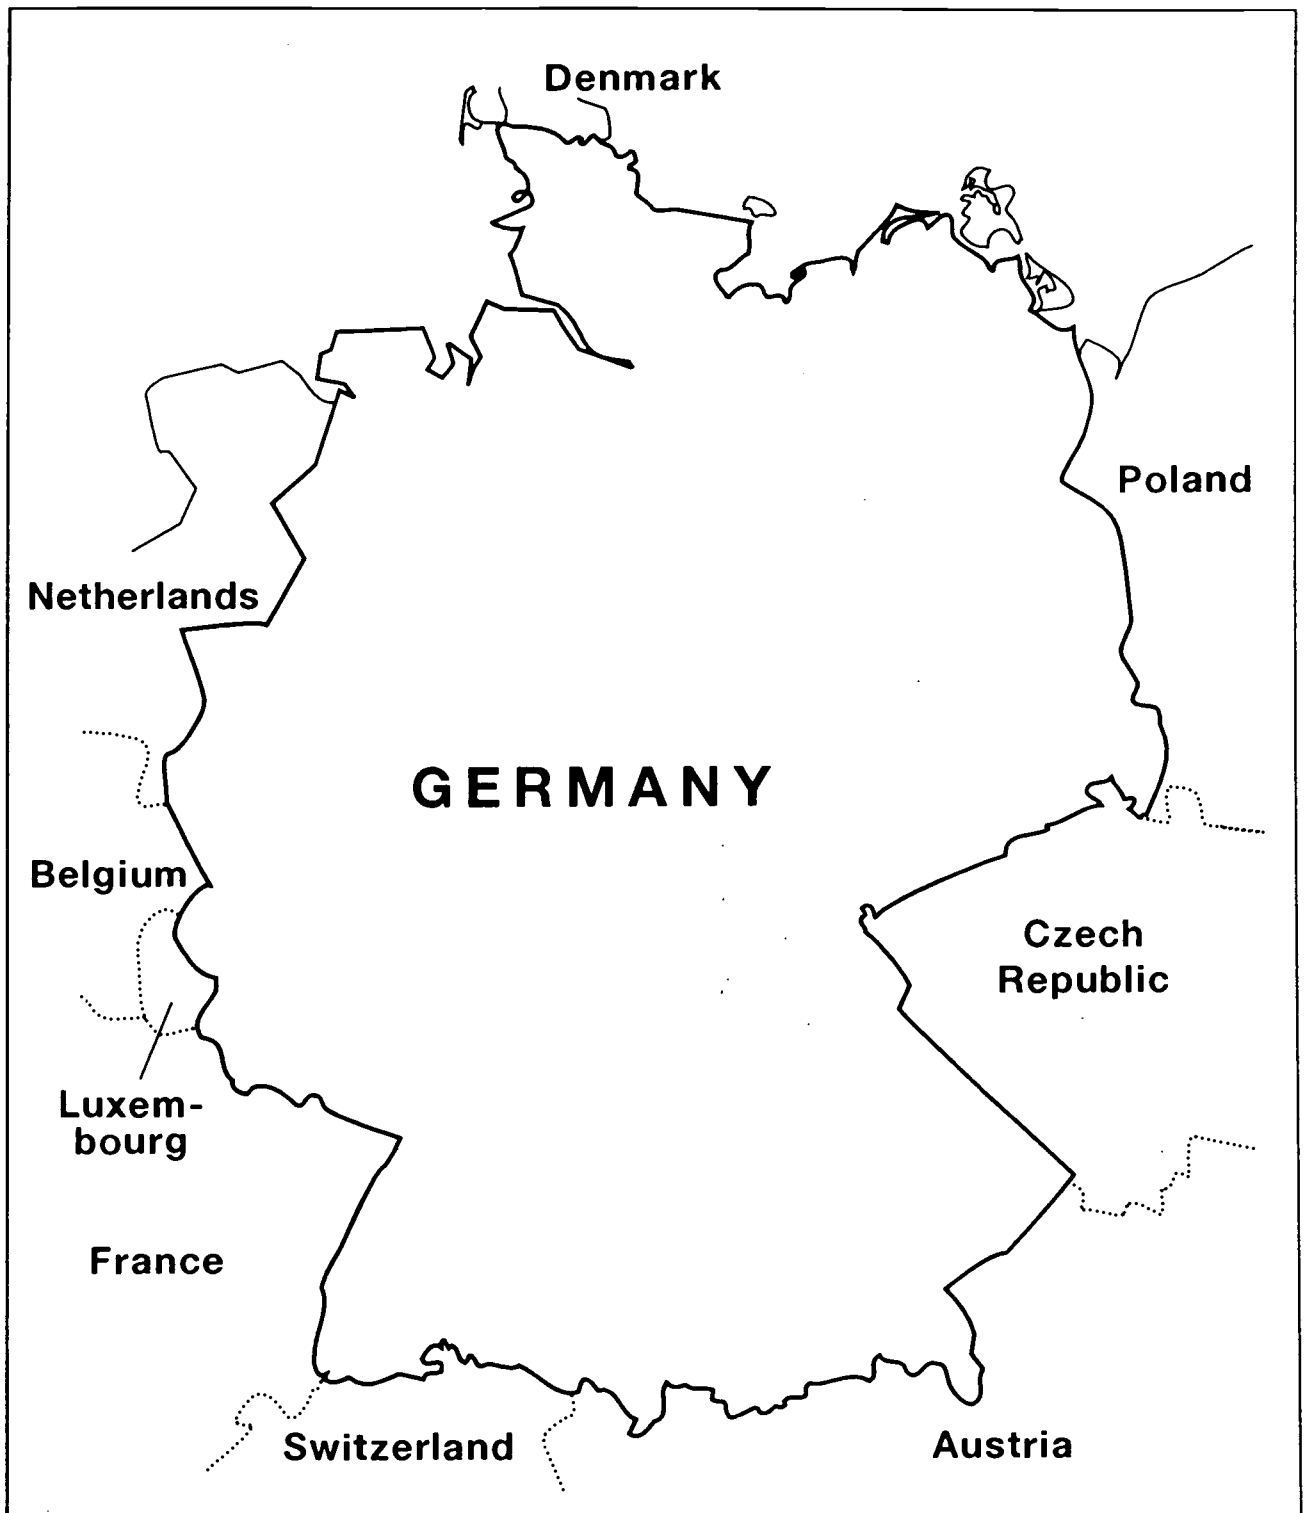 Denmark
Poland
Netherlands
GERMANY
Belgium
Czech
Republic
Luxem-
bourg
France
Switzerland
Austria